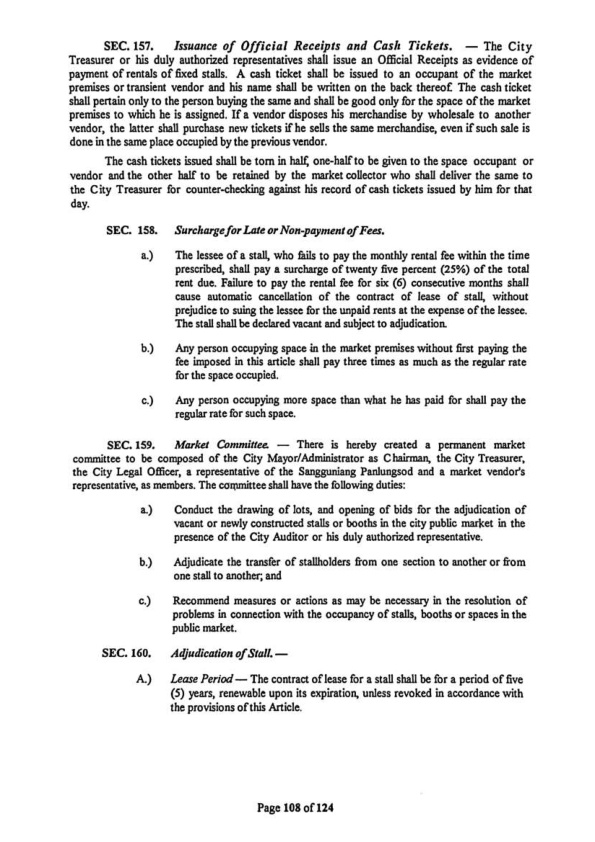 SEC. 157. Issuance of Official Receipts and Cash Tickets. — The City
Treasurer or his duly authorized representatives shall issue an Official Receipts as evidence of
payment of rentals of fixed stalls. A cash ticket shall be issued to an occupant of the market
premises or transient vendor and his name shall be written on the back thereof. The cash ticket
shall pertain only to the person buying the same and shall be good only for the space of the market
premises to which he is assigned. If a vendor disposes his merchandise by wholesale to another
vendor, the latter shall purchase new tickets if he sells the same merchandise, even if such sale is
done in the same place occupied by the previous vendor.
The cash tickets issued shall be torn in half, one-half to be given to the space occupant or
vendor and the other half to be retained by the market collector who shall deliver the same to
the City Treasurer for counter-checking against his record of cash tickets issued by him for that
day.
SEC. 158. Surcharge for Late or Non-payment of Fees.
a.) The lessee of a stall, who fails to pay the monthly rental fee within the time
prescribed, shall pay a surcharge of twenty five percent (25%) of the total
rent due. Failure to pay the rental fee for six (6) consecutive months shall
cause automatic cancellation of the contract of lease of stall, without
prejudice to suing the lessee for the unpaid rents at the expense of the lessee.
The stall shall be declared vacant and subject to adjudication.
b.) Any person occupying space in the market premises without first paying the
fee imposed in this article shall pay three times as much as the regular rate
for the space occupied.
c.) Any person occupying more space than what he has paid for shall pay the
regular rate for such space.
SEC. 159. Market Committee. — There is hereby created a permanent market
committee to be composed of the City Mayor/Administrator as Chairman, the City Treasurer,
the City Legal Officer, a representative of the Sangguniang Panlungsod and a market vendor's
representative, as members. The committee shall have the following duties:
a.) Conduct the drawing of lots, and opening of bids for the adjudication of
vacant or newly constructed stalls or booths in the city public market in the
presence of the City Auditor or his duly authorized representative.
b.) Adjudicate the transfer of stallholders from one section to another or from
one stall to another; and
c.) Recommend measures or actions as may be necessary in the resolution of
problems in connection with the occupancy of stalls, booths or spaces in the
public market.
SEC. 160. Adjudication of Stall. —
A.) Lease Period — The contract of lease for a stall shall be for a period of five
(5) years, renewable upon its expiration, unless revoked in accordance with
the provisions of this Article.
Page 108 of 124